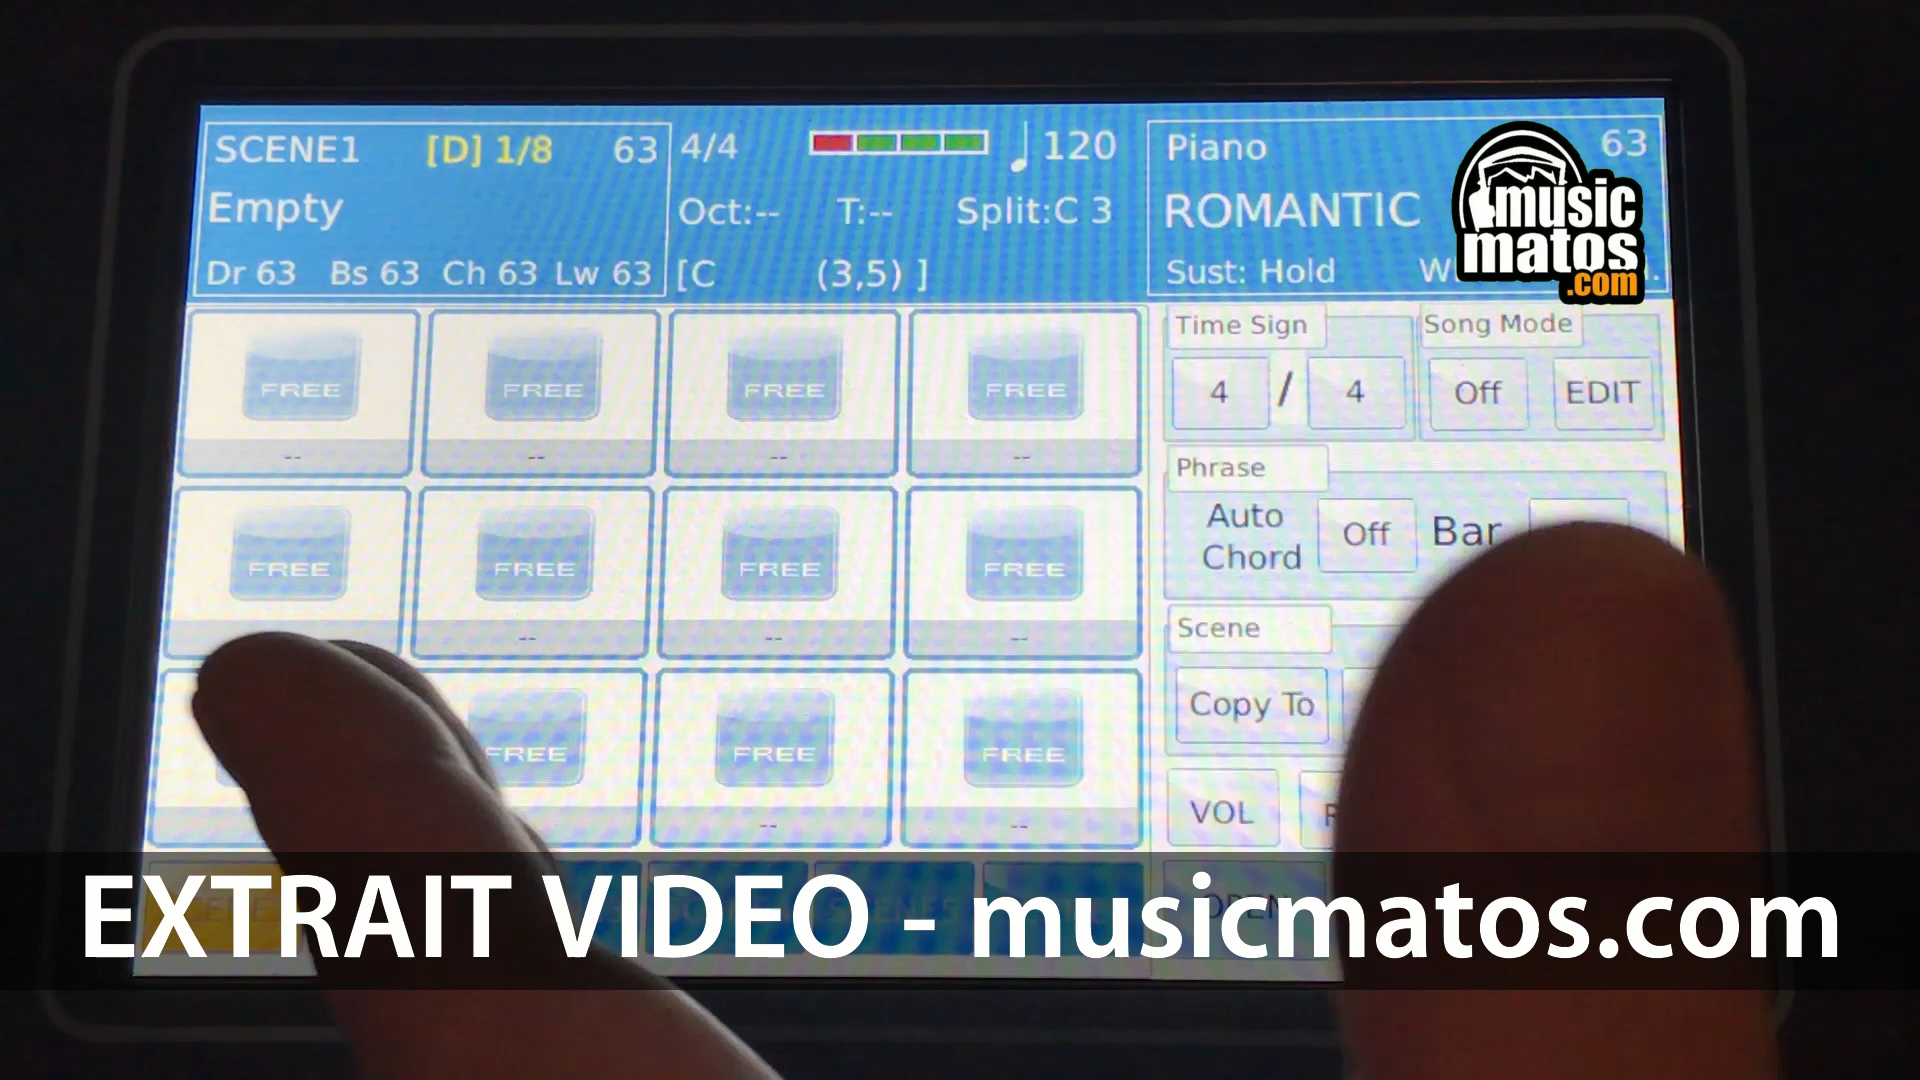 SCENE1 [D] 1/8 63
Empty
Dr 63 Bs 63 Ch 63 Lw 63
4/4 120
Oct:-- T:-- Split:C 3
[C (3,5) ]
Piano 63
ROMANTIC
Sust: Hold
music
matos
.com
FREE FREE FREE FREE
-- -- -- --
FREE FREE FREE FREE
-- -- --
FREE FREE FREE
-- --
Time Sign
4 / 4
Song Mode
Off EDIT
Phrase
Auto
Chord
Off
Bar
Scene
Copy To
VOL
OPEN
EXTRAIT VIDEO - musicmatos.com